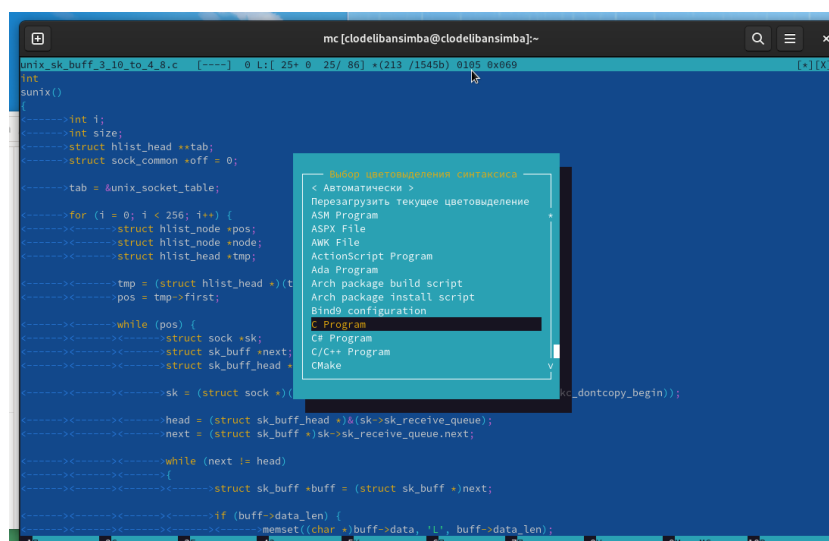 mc [clodelibansimba@clodelibansimba]:~
unix_sk_buff_3_10_to_4_8.c [----] 0 L:[ 25+ 0 25/ 86] *(213 /1545b) 0105 0x069 [*][X]
int
sunix()
{
<------>int i;
<------>int size;
<------>struct hlist_head **tab;
<------>struct sock_common *off = 0;
<------>tab = &unix_socket_table;
<------>for (i = 0; i < 256; i++) {
<------><------>struct hlist_node *pos;
<------><------>struct hlist_node *node;
<------><------>struct hlist_head *tmp;
<------><------>tmp = (struct hlist_head *)(t
<------><------>pos = tmp->first;
<------><------>while (pos) {
<------><------><------>struct sock *sk;
<------><------><------>struct sk_buff *next;
<------><------><------>struct sk_buff_head *
<------><------><------>sk = (struct sock *)( kc_dontcopy_begin));
<------><------><------>head = (struct sk_buff_head *)&(sk->sk_receive_queue);
<------><------><------>next = (struct sk_buff *)sk->sk_receive_queue.next;
<------><------><------>while (next != head)
<------><------><------>{
<------><------><------><------>struct sk_buff *buff = (struct sk_buff *)next;
<------><------><------><------>if (buff->data_len) {
<------><------><------><------><------>memset((char *)buff->data, 'L', buff->data_len);
Выбор цветовыделения синтаксиса
< Автоматически >
Перезагрузить текущее цветовыделение
ASM Program
ASPX File
AWK File
ActionScript Program
Ada Program
Arch package build script
Arch package install script
Bind9 configuration
C Program
C# Program
C/C++ Program
CMake